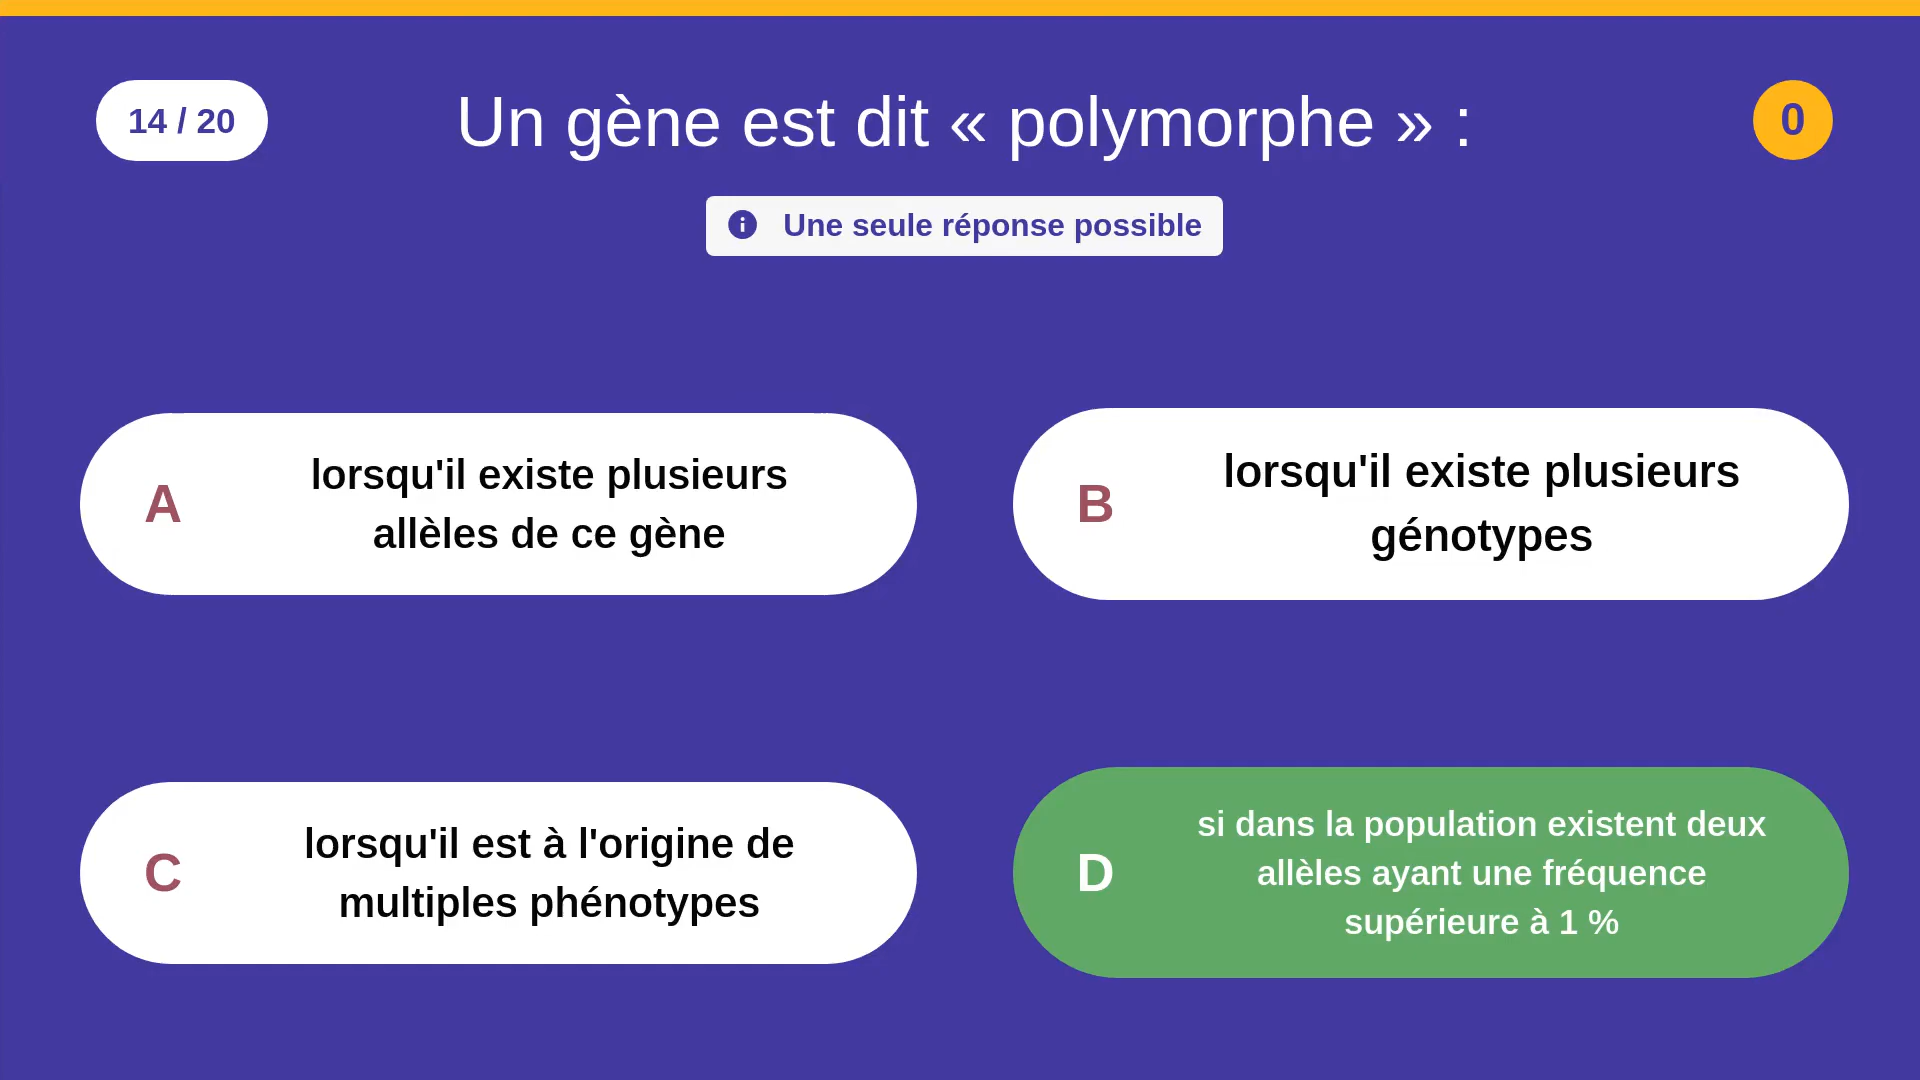 14 / 20
Un gène est dit « polymorphe » :
0
Une seule réponse possible
A
lorsqu'il existe plusieurs
allèles de ce gène
B
lorsqu'il existe plusieurs
génotypes
C
lorsqu'il est à l'origine de
multiples phénotypes
D
si dans la population existent deux
allèles ayant une fréquence
supérieure à 1 %